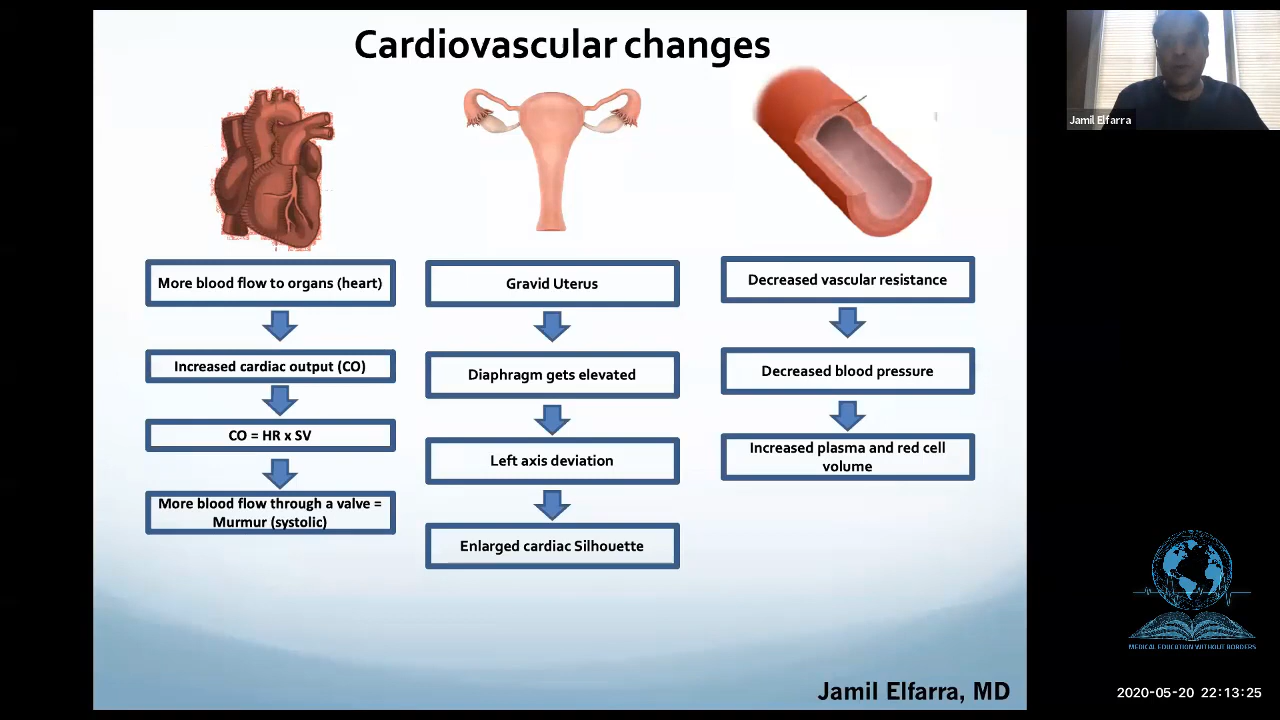 Cardiovascular changes
Jamil Elfarra
More blood flow to organs (heart)
Increased cardiac output (CO)
CO = HR x SV
More blood flow through a valve =
Murmur (systolic)
Gravid Uterus
Diaphragm gets elevated
Left axis deviation
Enlarged cardiac Silhouette
Decreased vascular resistance
Decreased blood pressure
Increased plasma and red cell
volume
MEDICAL EDUCATION WITHOUT BORDERS
Jamil Elfarra, MD
2020-05-20 22:13:25